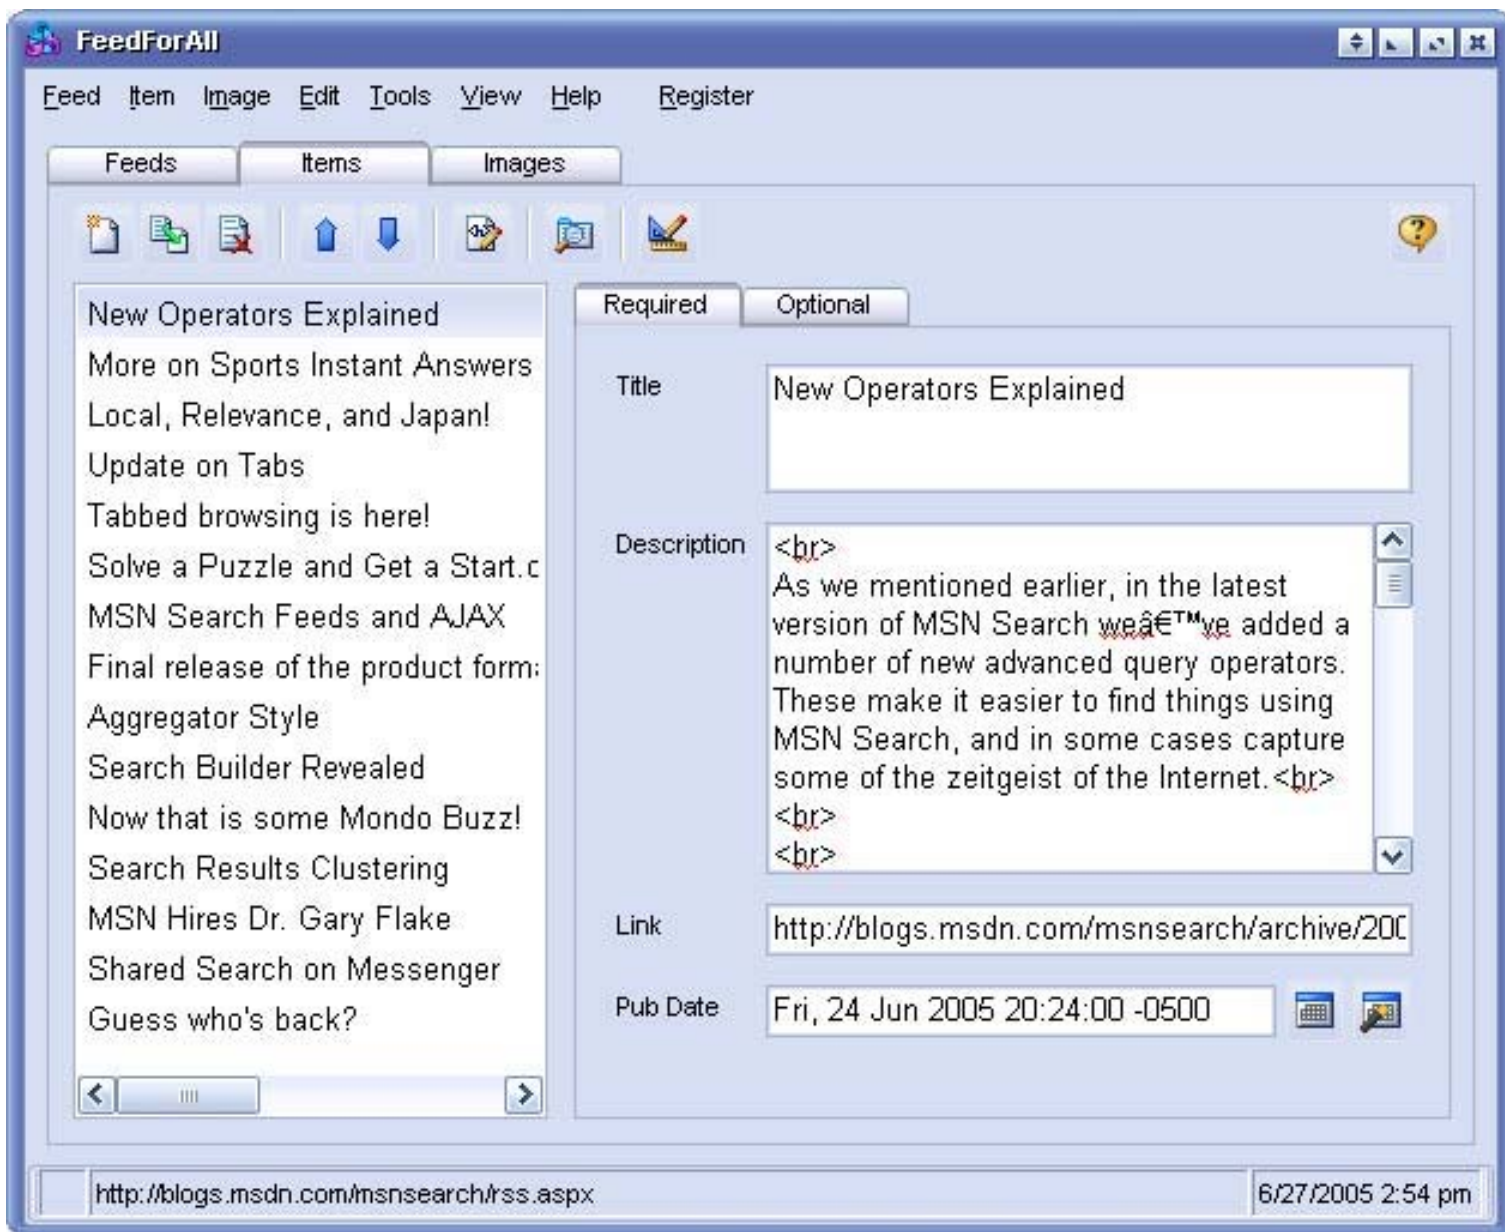 FeedForAll
Feed Item Image Edit Tools View Help Register
Feeds Items Images
New Operators Explained
More on Sports Instant Answers
Local, Relevance, and Japan!
Update on Tabs
Tabbed browsing is here!
Solve a Puzzle and Get a Start.c
MSN Search Feeds and AJAX
Final release of the product form
Aggregator Style
Search Builder Revealed
Now that is some Mondo Buzz!
Search Results Clustering
MSN Hires Dr. Gary Flake
Shared Search on Messenger
Guess who's back?
Required Optional
Title
New Operators Explained
Description
<br>
As we mentioned earlier, in the latest
version of MSN Search weâ€™ve added a
number of new advanced query operators.
These make it easier to find things using
MSN Search, and in some cases capture
some of the zeitgeist of the Internet.<br>
<br>
<br>
Link
http://blogs.msdn.com/msnsearch/archive/200
Pub Date
Fri, 24 Jun 2005 20:24:00 -0500
http://blogs.msdn.com/msnsearch/rss.aspx
6/27/2005 2:54 pm